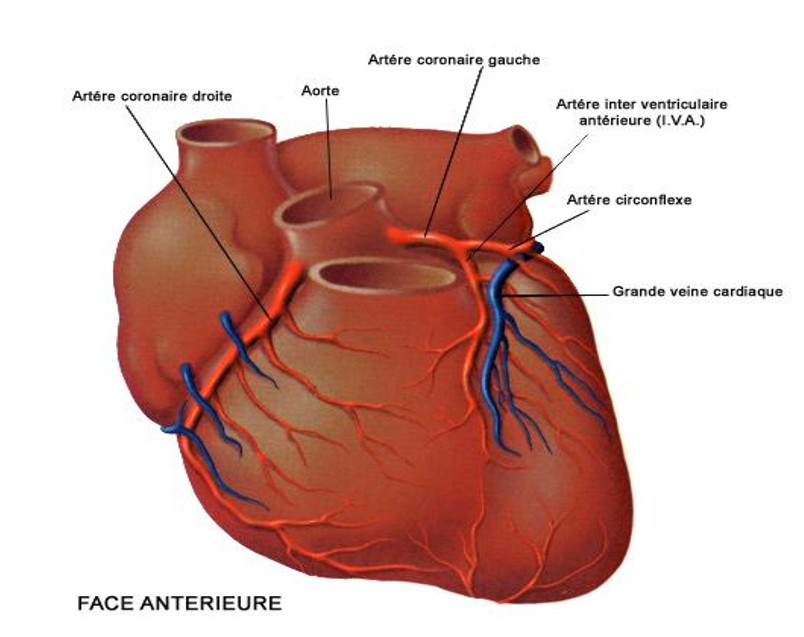 Artére coronaire gauche
Artére coronaire droite
Aorte
Artére inter ventriculaire
antérieure (I.V.A.)
Artére circonflexe
Grande veine cardiaque
FACE ANTERIEURE